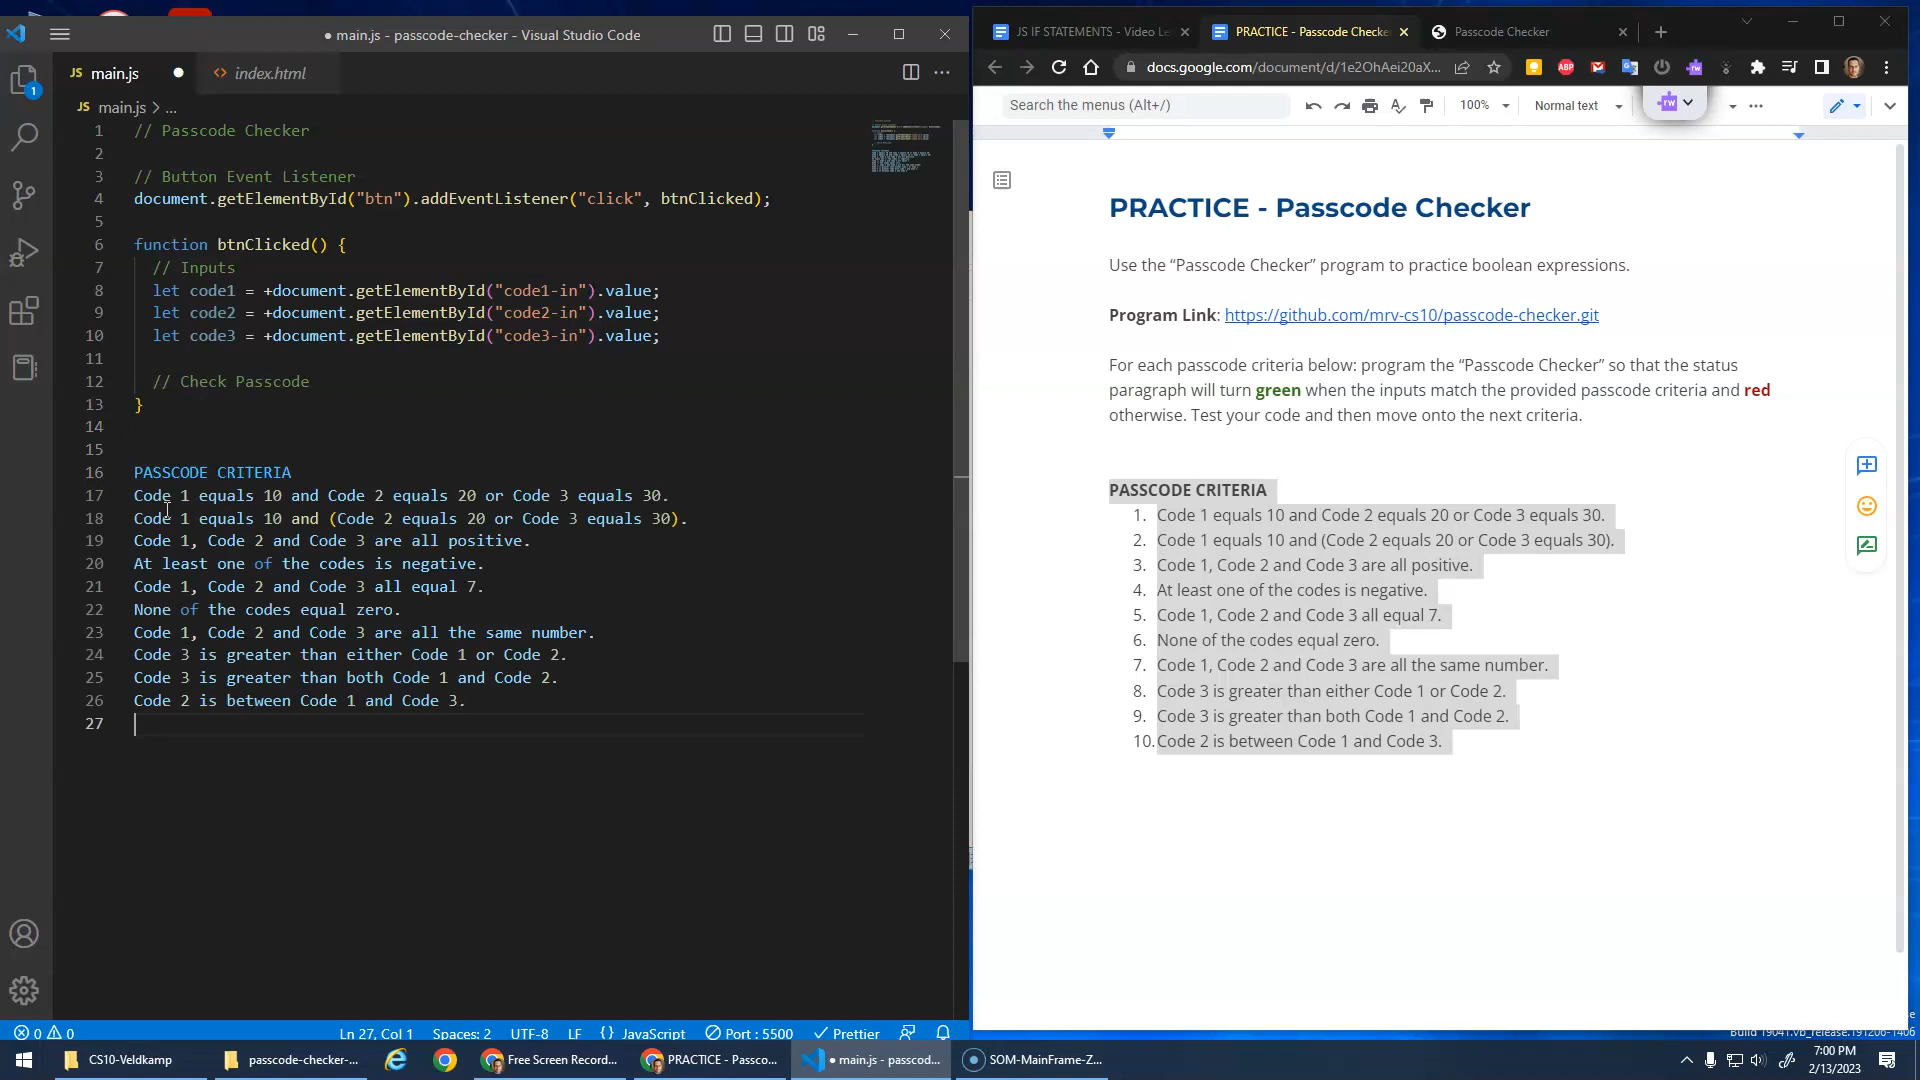 main.js - passcode-checker - Visual Studio Code
JS main.js
index.html
JS main.js > ...
1 // Passcode Checker
2
3 // Button Event Listener
4 document.getElementById("btn").addEventListener("click", btnClicked);
5
6 function btnClicked() {
7 // Inputs
8 let code1 = +document.getElementById("code1-in").value;
9 let code2 = +document.getElementById("code2-in").value;
10 let code3 = +document.getElementById("code3-in").value;
11
12 // Check Passcode
13 }
14
15
16 PASSCODE CRITERIA
17 Code 1 equals 10 and Code 2 equals 20 or Code 3 equals 30.
18 Code 1 equals 10 and (Code 2 equals 20 or Code 3 equals 30).
19 Code 1, Code 2 and Code 3 are all positive.
20 At least one of the codes is negative.
21 Code 1, Code 2 and Code 3 all equal 7.
22 None of the codes equal zero.
23 Code 1, Code 2 and Code 3 are all the same number.
24 Code 3 is greater than either Code 1 or Code 2.
25 Code 3 is greater than both Code 1 and Code 2.
26 Code 2 is between Code 1 and Code 3.
27
1
0 0 Ln 27, Col 1 Spaces: 2 UTF-8 LF {} JavaScript Port : 5500 Prettier
JS IF STATEMENTS - Video Le
PRACTICE - Passcode Checke
Passcode Checker
docs.google.com/document/d/1e2OhAei20aX...
ABP
rw
Search the menus (Alt+/)
100%
Normal text
PRACTICE - Passcode Checker
Use the “Passcode Checker” program to practice boolean expressions.
Program Link: https://github.com/mrv-cs10/passcode-checker.git
For each passcode criteria below: program the “Passcode Checker” so that the status
paragraph will turn green when the inputs match the provided passcode criteria and red
otherwise. Test your code and then move onto the next criteria.
PASSCODE CRITERIA
1. Code 1 equals 10 and Code 2 equals 20 or Code 3 equals 30.
2. Code 1 equals 10 and (Code 2 equals 20 or Code 3 equals 30).
3. Code 1, Code 2 and Code 3 are all positive.
4. At least one of the codes is negative.
5. Code 1, Code 2 and Code 3 all equal 7.
6. None of the codes equal zero.
7. Code 1, Code 2 and Code 3 are all the same number.
8. Code 3 is greater than either Code 1 or Code 2.
9. Code 3 is greater than both Code 1 and Code 2.
10. Code 2 is between Code 1 and Code 3.
Build 19041.vb_release.191206-1406
CS10-Veldkamp
passcode-checker-...
Free Screen Record...
PRACTICE - Passco...
main.js - passcod...
SOM-MainFrame-Z...
7:00 PM
2/13/2023